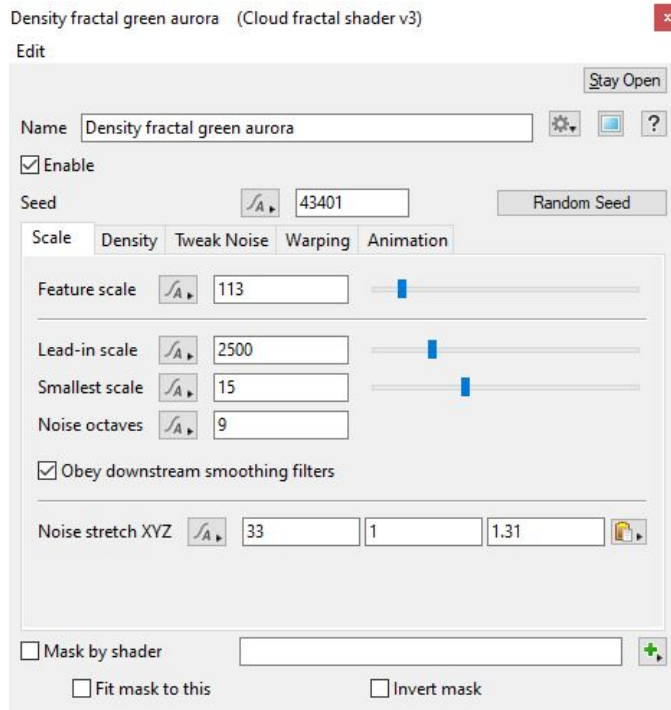 Density fractal green aurora (Cloud fractal shader v3) x
Edit
Stay Open
Name Density fractal green aurora ?
Enable
Seed A 43401 Random Seed
Scale Density Tweak Noise Warping Animation
Feature scale A 113
Lead-in scale A 2500
Smallest scale A 15
Noise octaves A 9
Obey downstream smoothing filters
Noise stretch XYZ A 33 1 1.31
Mask by shader
Fit mask to this Invert mask